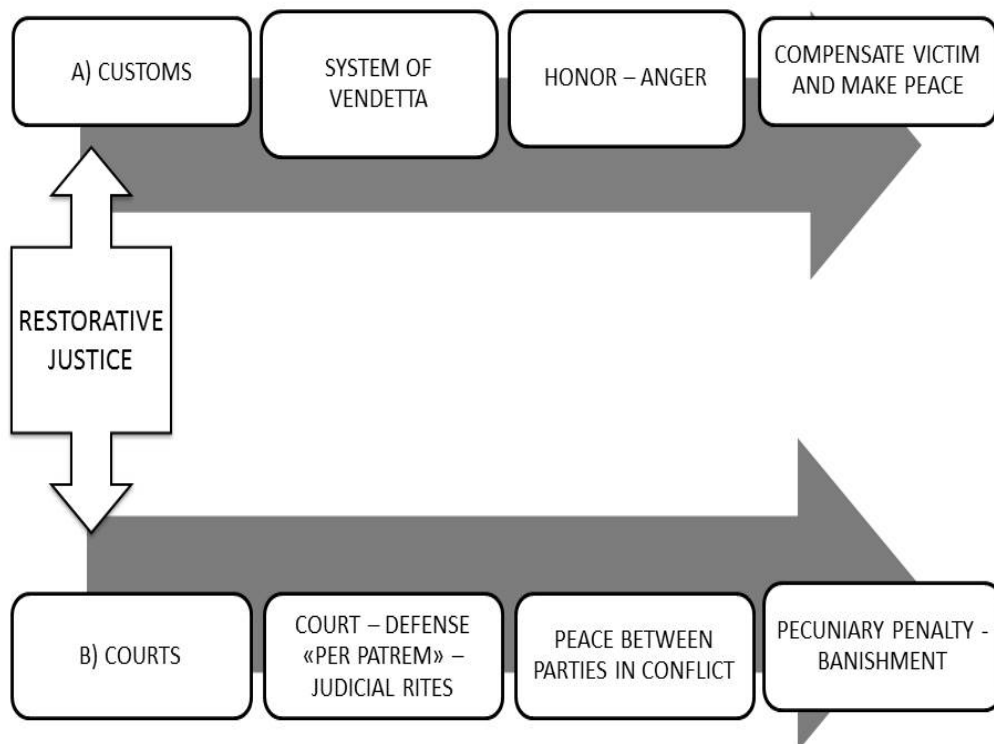 A) CUSTOMS
SYSTEM OF
VENDETTA
HONOR – ANGER
COMPENSATE VICTIM
AND MAKE PEACE
RESTORATIVE
JUSTICE
B) COURTS
COURT – DEFENSE
«PER PATREM» –
JUDICIAL RITES
PEACE BETWEEN
PARTIES IN CONFLICT
PECUNIARY PENALTY -
BANISHMENT